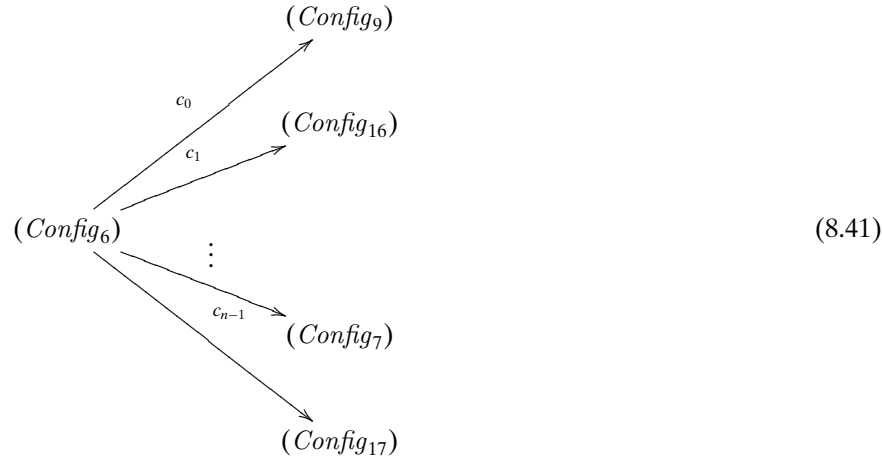 (Config₉)
c₀
(Config₁₆)
c₁
(Config₆)
⋮
(8.41)
cₙ₋₁
(Config₇)
(Config₁₇)